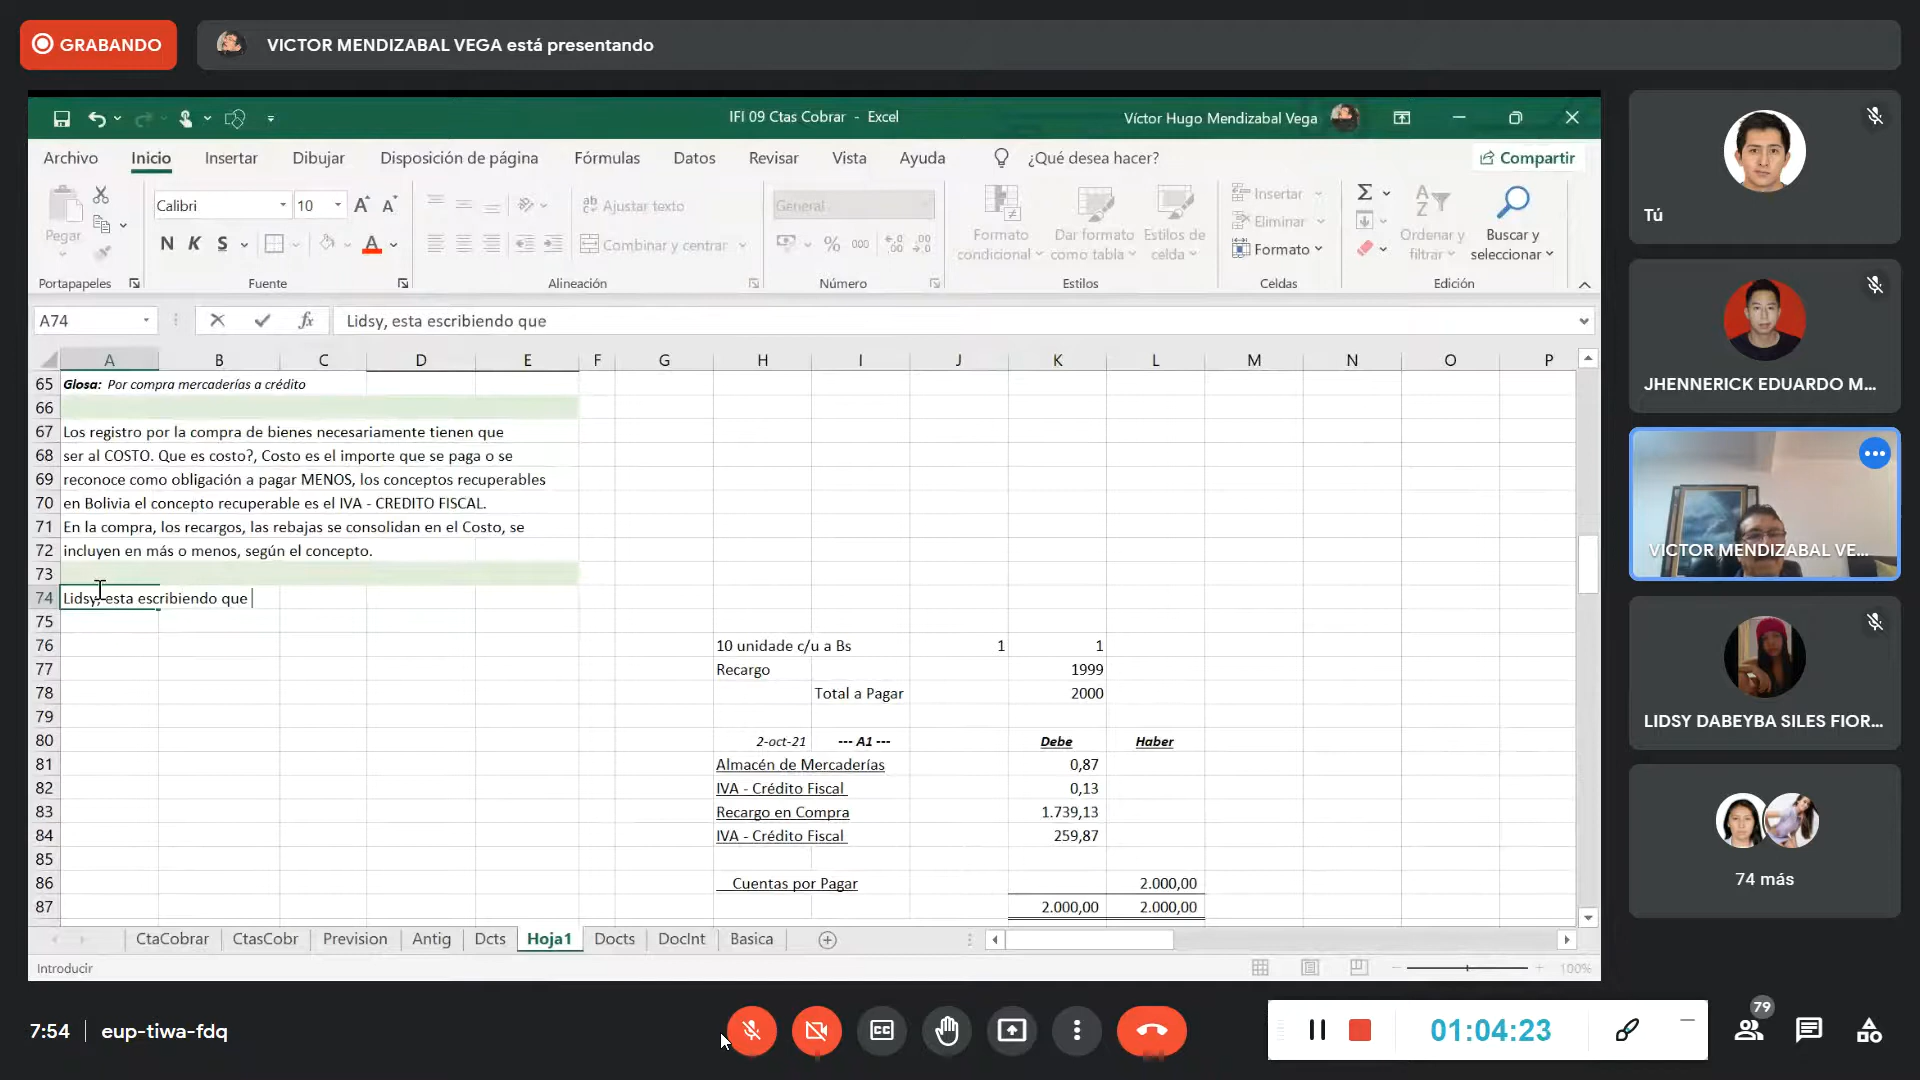 GRABANDO
VICTOR MENDIZABAL VEGA está presentando
IFI 09 Ctas Cobrar - Excel
Víctor Hugo Mendizabal Vega
Archivo Inicio Insertar Dibujar Disposición de página Fórmulas Datos Revisar Vista Ayuda ¿Qué desea hacer? Compartir
Pegar
Calibri 10
N K S
Ajustar texto
Combinar y centrar
General
% 000
Formato condicional
Dar formato como tabla
Estilos de celda
Insertar
Eliminar
Formato
Ordenar y filtrar
Buscar y seleccionar
Portapapeles Fuente Alineación Número Estilos Celdas Edición
A74 fx Lidsy, esta escribiendo que
A B C D E F G H I J K L M N O P
65 Glosa: Por compra mercaderías a crédito
66
67 Los registro por la compra de bienes necesariamente tienen que
68 ser al COSTO. Que es costo?, Costo es el importe que se paga o se
69 reconoce como obligación a pagar MENOS, los conceptos recuperables
70 en Bolivia el concepto recuperable es el IVA - CREDITO FISCAL.
71 En la compra, los recargos, las rebajas se consolidan en el Costo, se
72 incluyen en más o menos, según el concepto.
73
74 Lidsy, esta escribiendo que
75
76 10 unidade c/u a Bs 1 1
77 Recargo 1999
78 Total a Pagar 2000
79
80 2-oct-21 --- A1 --- Debe Haber
81 Almacén de Mercaderías 0,87
82 IVA - Crédito Fiscal 0,13
83 Recargo en Compra 1.739,13
84 IVA - Crédito Fiscal 259,87
85
86 Cuentas por Pagar 2.000,00
87 2.000,00 2.000,00
CtaCobrar CtasCobr Prevision Antig Dcts Hoja1 Docts DocInt Basica
Introducir
100%
Tú
JHENNERICK EDUARDO M...
VICTOR MENDIZABAL VE...
LIDSY DABEYBA SILES FIOR...
74 más
7:54 eup-tiwa-fdq
CC
01:04:23
79